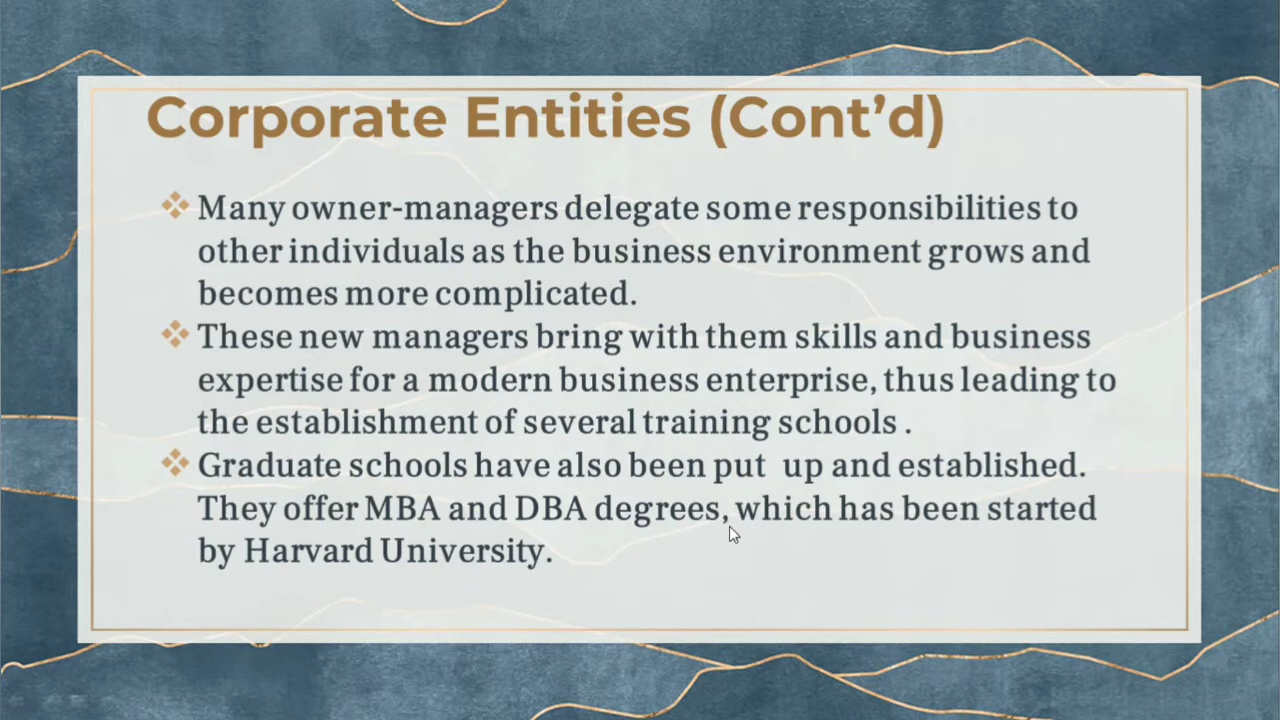 Corporate Entities (Cont’d)
Many owner-managers delegate some responsibilities to
other individuals as the business environment grows and
becomes more complicated.
These new managers bring with them skills and business
expertise for a modern business enterprise, thus leading to
the establishment of several training schools .
Graduate schools have also been put  up and established.
They offer MBA and DBA degrees, which has been started
by Harvard University.